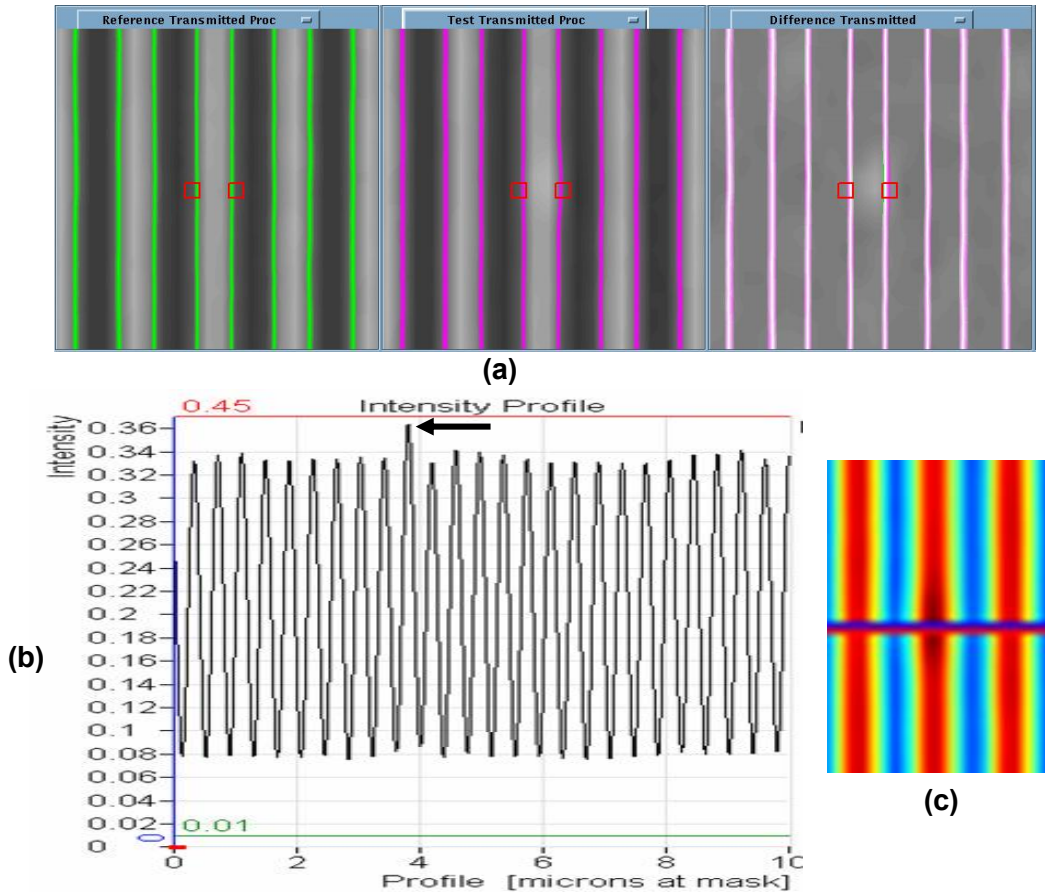 Reference Transmitted Proc
Test Transmitted Proc
Difference Transmitted
(a)
0.45 Intensity Profile
Intensity
0.36
0.34
0.32
0.3
0.28
0.26
0.24
0.22
0.2
0.18
0.16
0.14
0.12
0.1
0.08
0.06
0.04
0.02
0
0.01
0
0 2 4 6 8 10
Profile [microns at mask]
(b)
(c)